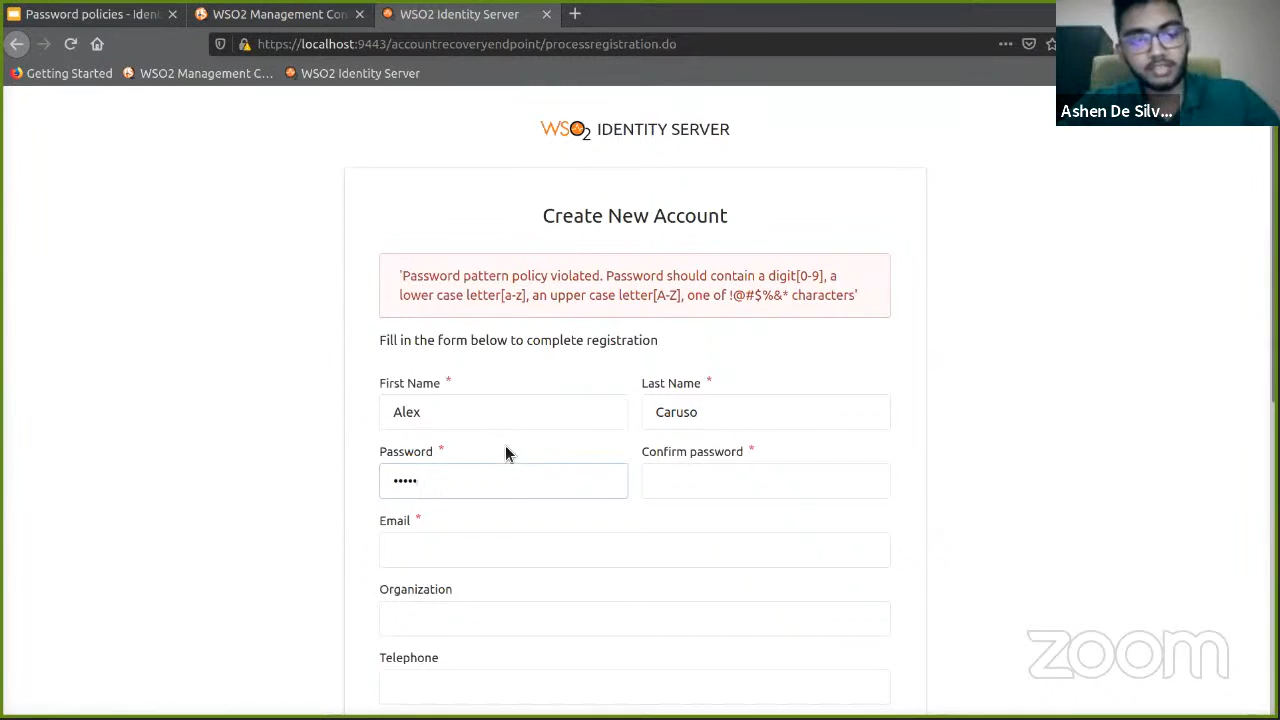 Password policies - Ident
WSO2 Management Con
WSO2 Identity Server
https://localhost:9443/accountrecoveryendpoint/processregistration.do
Getting Started
WSO2 Management C...
WSO2 Identity Server
Ashen De Silv...
WSO2 IDENTITY SERVER
Create New Account
'Password pattern policy violated. Password should contain a digit[0-9], a
lower case letter[a-z], an upper case letter[A-Z], one of !@#$%&* characters'
Fill in the form below to complete registration
First Name *
Last Name *
Alex
Caruso
Password *
Confirm password *
•••••
Email *
Organization
Telephone
zoom